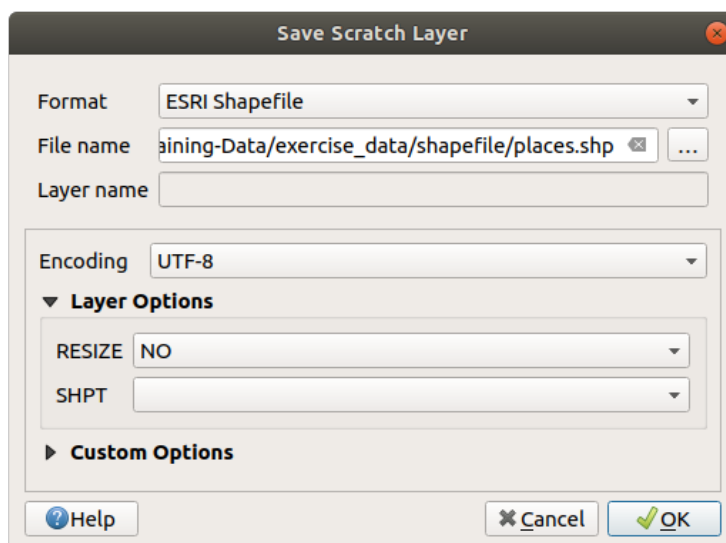 Save Scratch Layer
Format ESRI Shapefile
File name aining-Data/exercise_data/shapefile/places.shp ...
Layer name
Encoding UTF-8
Layer Options
RESIZE NO
SHPT
Custom Options
Help Cancel OK